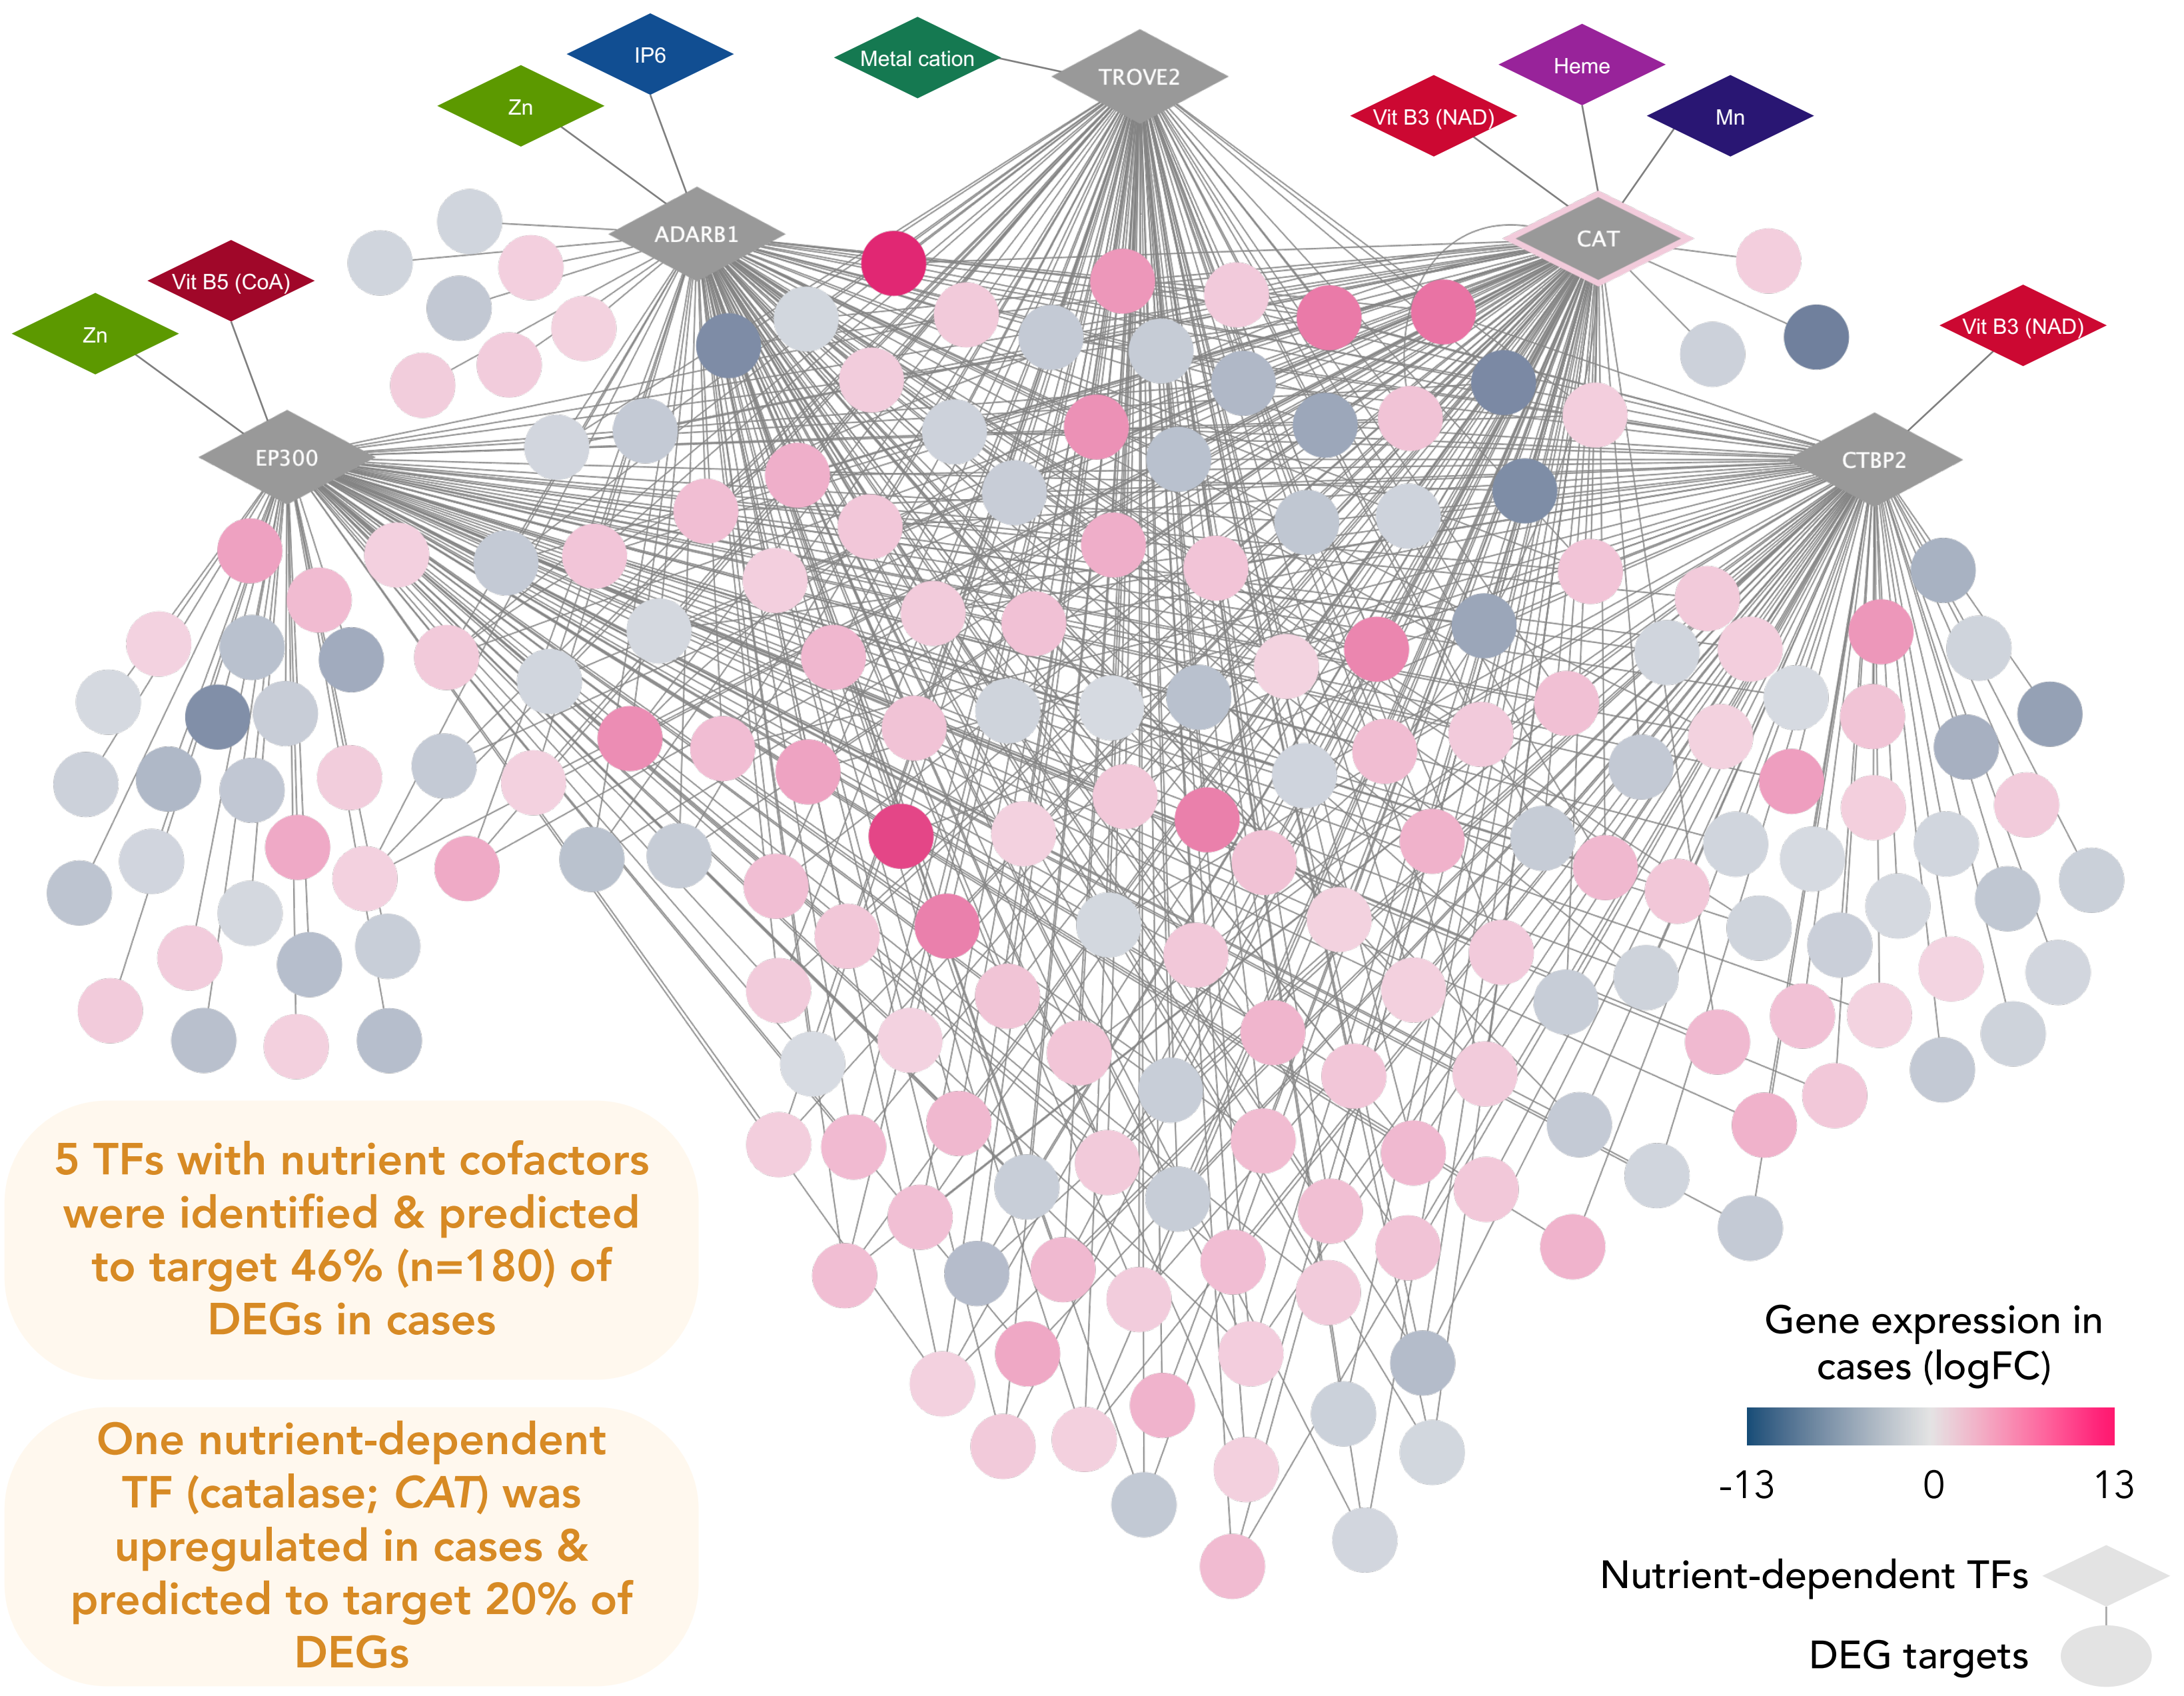 IP6
Metal cation
TROVE2
Heme
Zn
Vit B3 (NAD)
Mn
ADARB1
CAT
Vit B5 (CoA)
Zn
Vit B3 (NAD)
EP300
CTBP2
5 TFs with nutrient cofactors
were identified & predicted
to target 46% (n=180) of
DEGs in cases
One nutrient-dependent
TF (catalase; CAT) was
upregulated in cases &
predicted to target 20% of
DEGs
Gene expression in
cases (logFC)
-13 0 13
Nutrient-dependent TFs
DEG targets